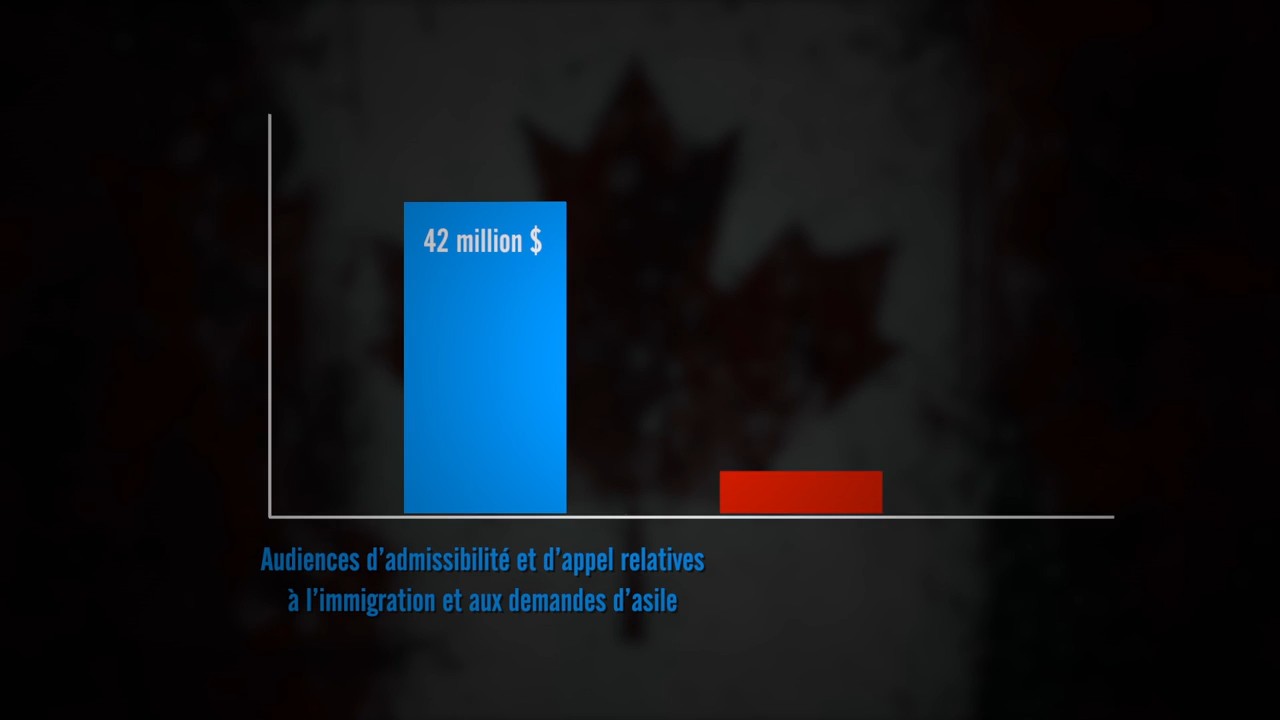 42 million $
Audiences d’admissibilité et d’appel relatives
à l’immigration et aux demandes d’asile